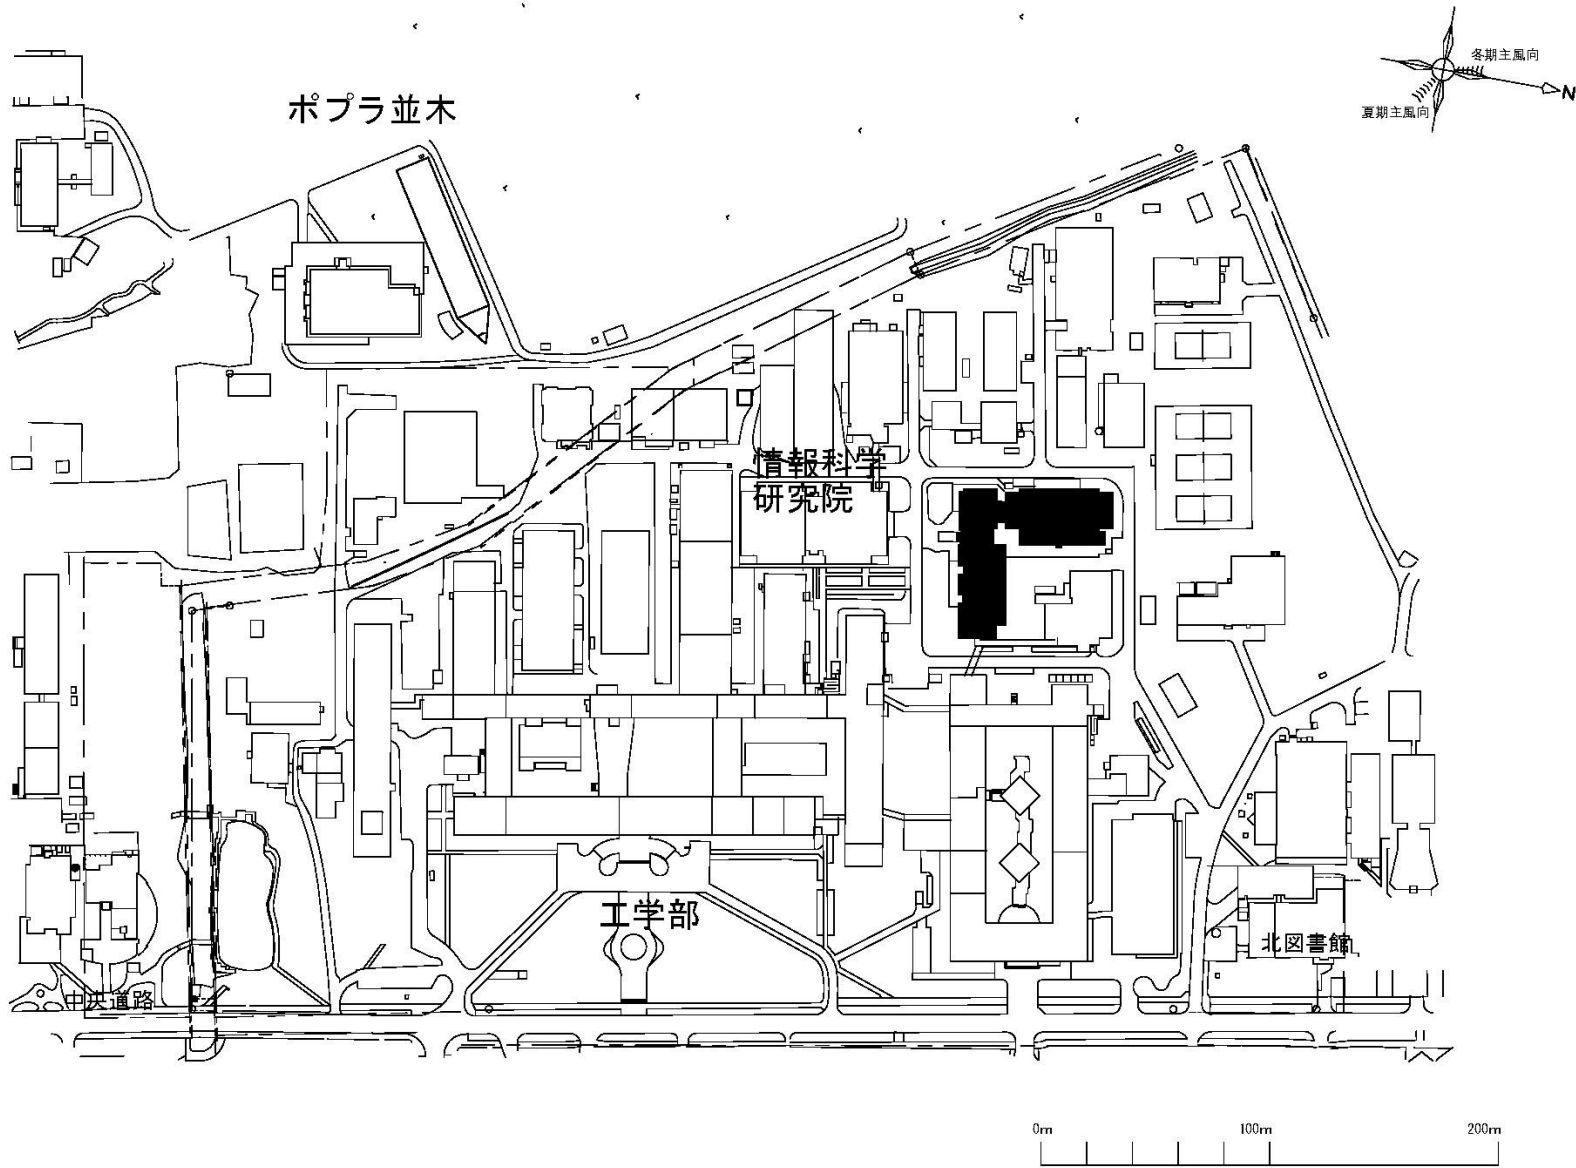 冬期主風向
N
夏期主風向
ポプラ並木
情報科学
研究院
工学部
北図書館
中央道路
0m 100m 200m